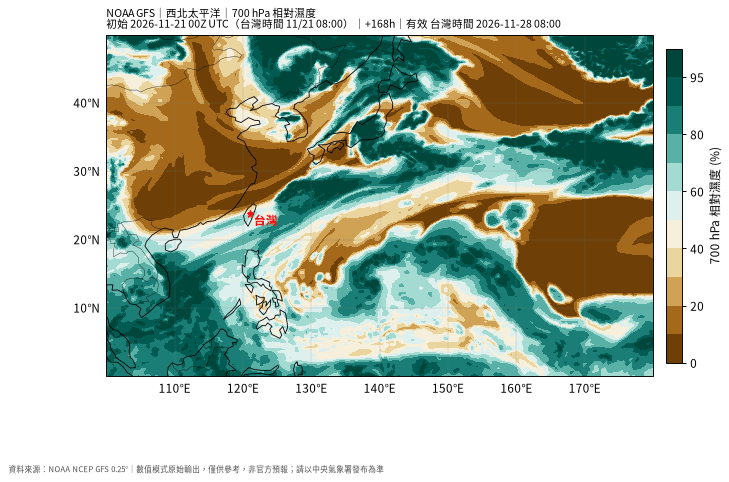 NOAA GFS｜西北太平洋｜700 hPa 相對濕度
初始 2026-11-21 00Z UTC（台灣時間 11/21 08:00）｜+168h｜有效 台灣時間 2026-11-28 08:00
40°N
30°N
20°N
10°N
110°E
120°E
130°E
140°E
150°E
160°E
170°E
台灣
95
80
60
40
20
0
700 hPa 相對濕度 (%)
資料來源：NOAA NCEP GFS 0.25°｜數值模式原始輸出，僅供參考，非官方預報；請以中央氣象署發布為準